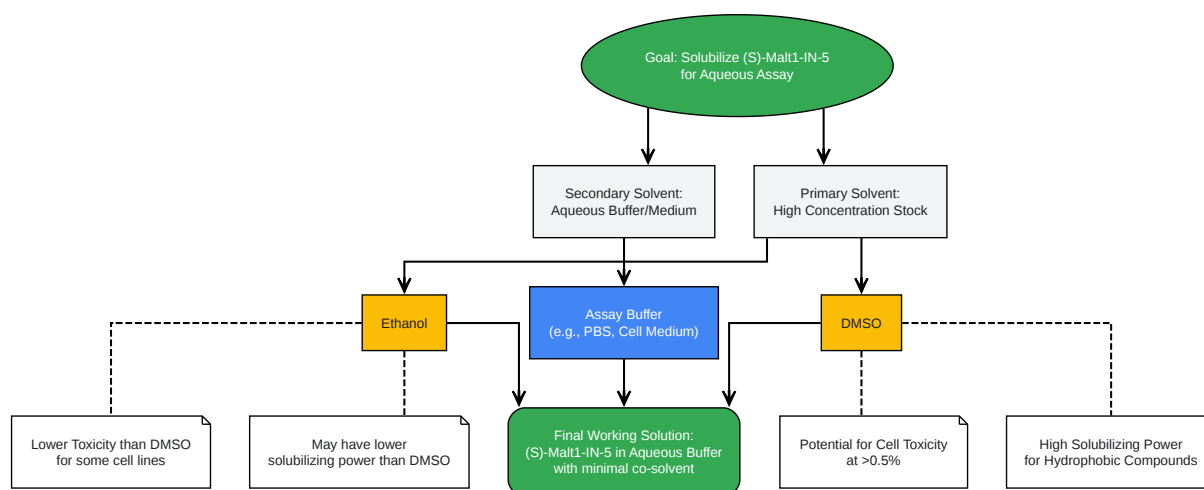 Goal: Solubilize (S)-Malt1-IN-5
for Aqueous Assay
Secondary Solvent:
Aqueous Buffer/Medium
Primary Solvent:
High Concentration Stock
Ethanol
Assay Buffer
(e.g., PBS, Cell Medium)
DMSO
Lower Toxicity than DMSO
for some cell lines
May have lower
solubilizing power than DMSO
Final Working Solution:
(S)-Malt1-IN-5 in Aqueous Buffer
with minimal co-solvent
Potential for Cell Toxicity
at >0.5%
High Solubilizing Power
for Hydrophobic Compounds